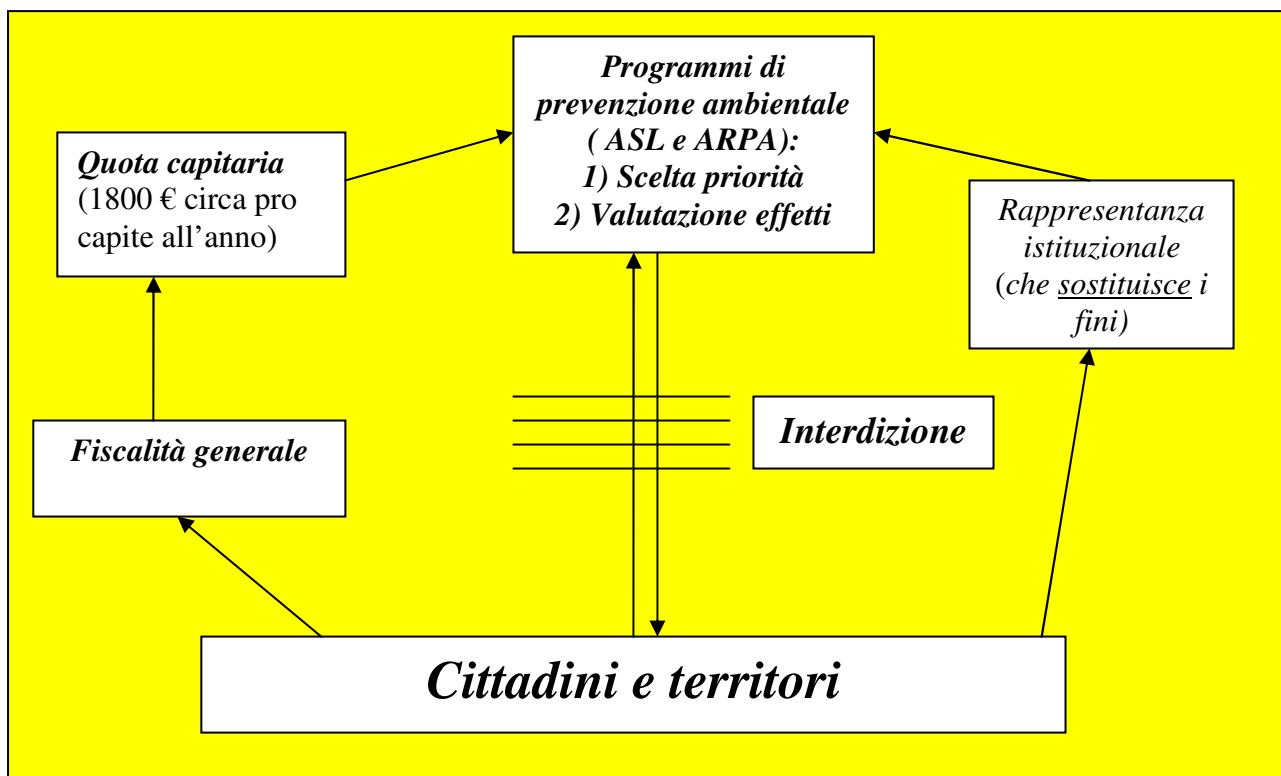 Programmi di
prevenzione ambientale
( ASL e ARPA):
1) Scelta priorità
2) Valutazione effetti
Quota capitaria
(1800 € circa pro
capite all’anno)
Rappresentanza
istituzionale
(che sostituisce i
fini)
Fiscalità generale
Interdizione
Cittadini e territori